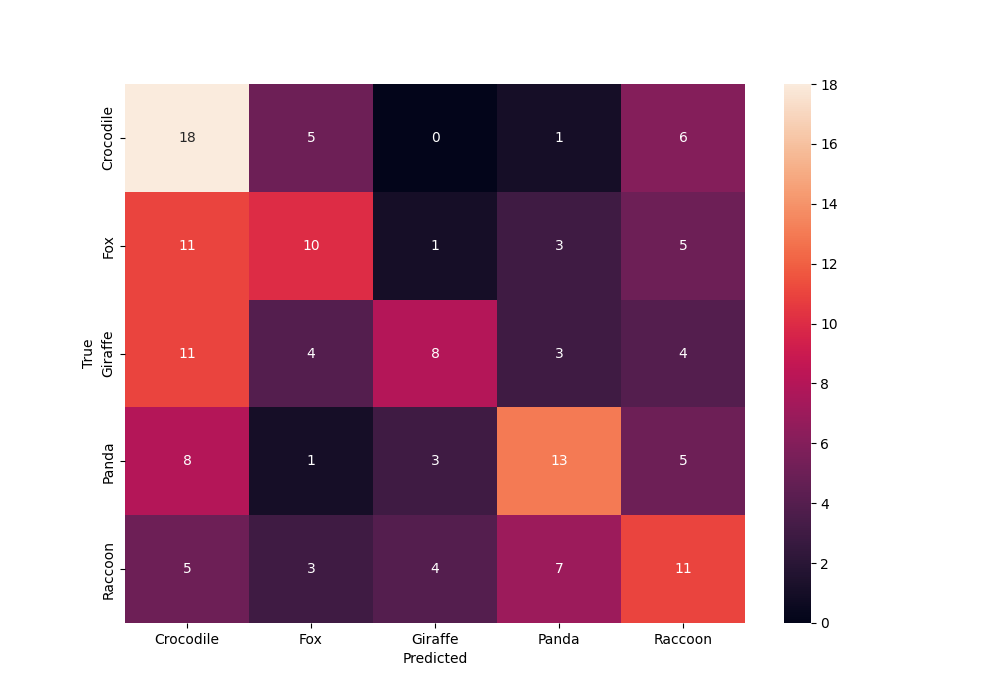 18 5 0 1 6
11 10 1 3 5
11 4 8 3 4
8 1 3 13 5
5 3 4 7 11
Crocodile
Fox
Giraffe
Panda
Raccoon
True
Crocodile Fox Giraffe Panda Raccoon
Predicted
18
16
14
12
10
8
6
4
2
0